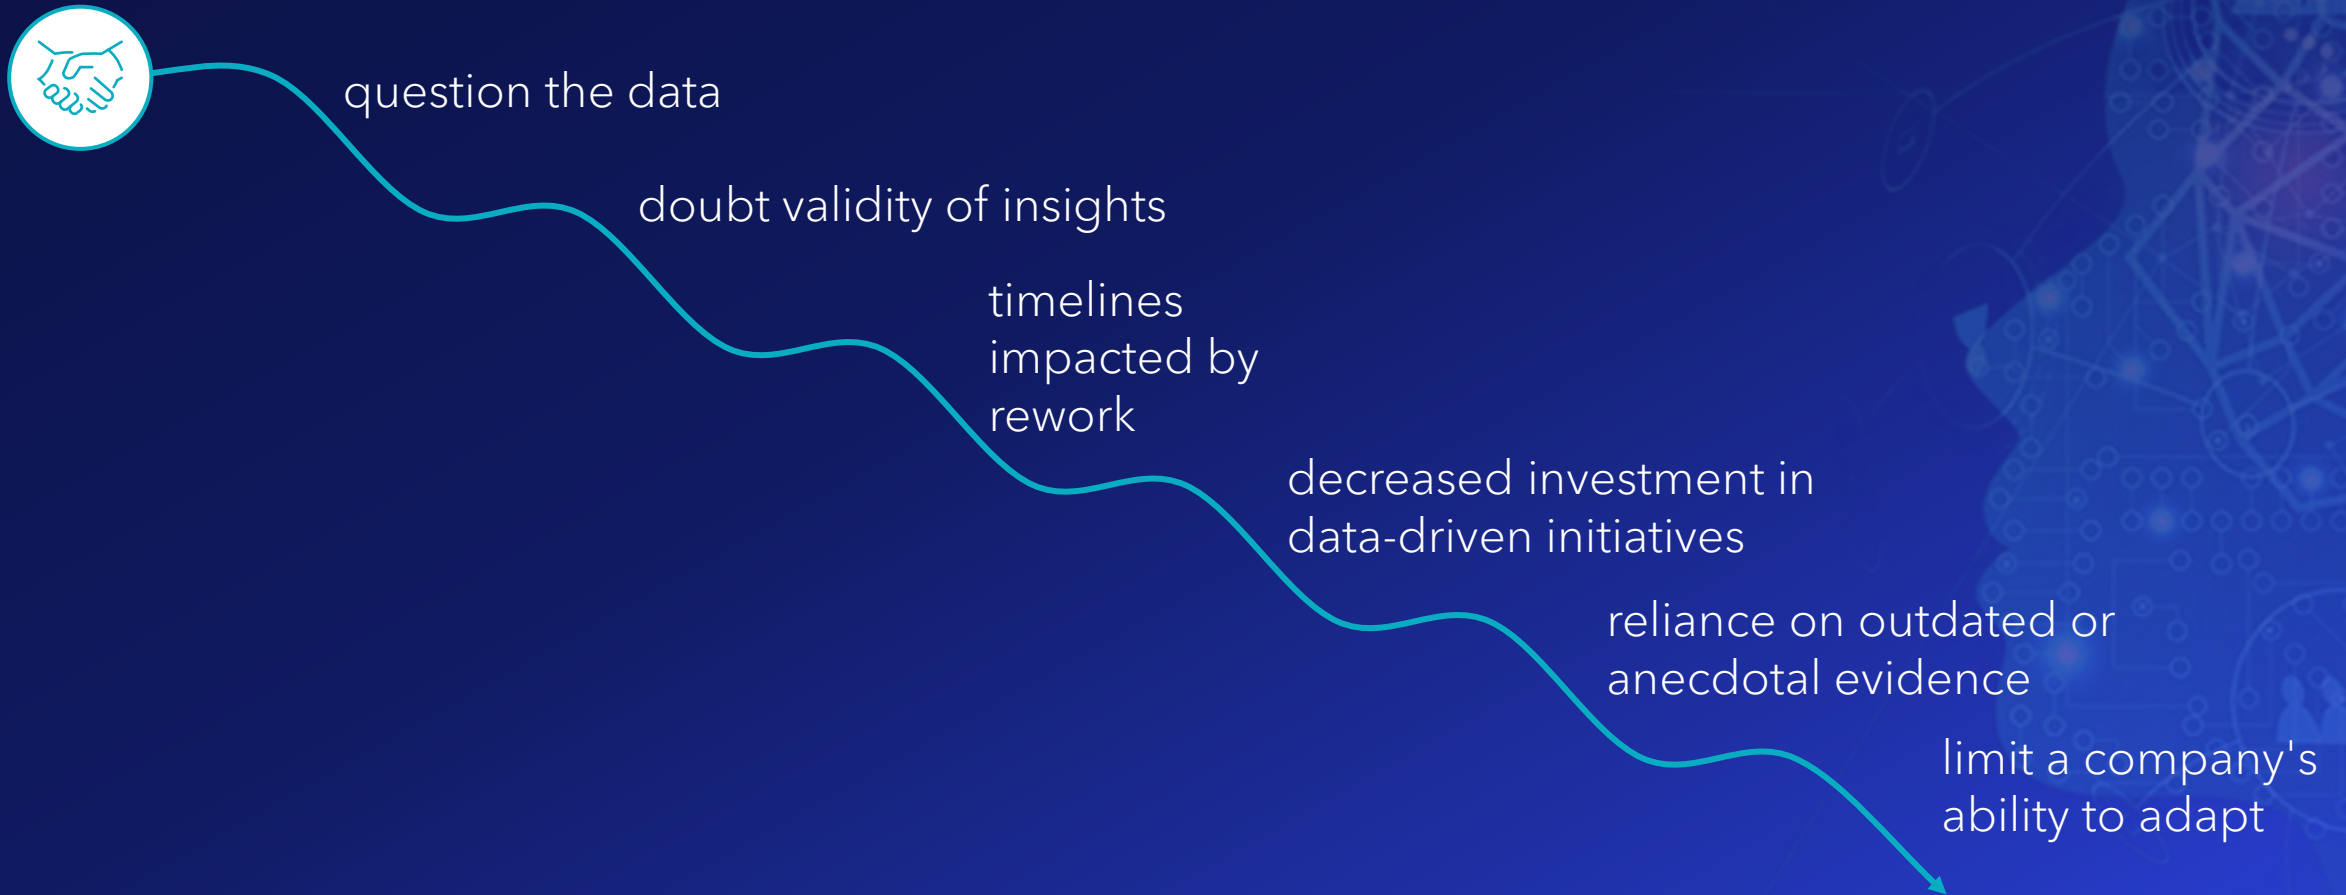 question the data
doubt validity of insights
timelines
impacted by
rework
decreased investment in
data-driven initiatives
reliance on outdated or
anecdotal evidence
limit a company's
ability to adapt